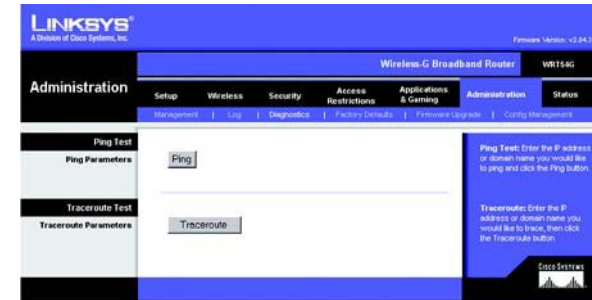 LINKSYS®
A Division of Cisco Systems, Inc.
Firmware Version: v2.04.3
Wireless-G Broadband Router WRT54G
Administration
Setup Wireless Security Access Restrictions Applications & Gaming Administration Status
Management | Log | Diagnostics | Factory Defaults | Firmware Upgrade | Config Management
Ping Test
Ping Parameters
Ping
Ping Test: Enter the IP address
or domain name you would like
to ping and click the Ping button.
Traceroute Test
Traceroute Parameters
Traceroute
Traceroute: Enter the IP
address or domain name you
would like to trace, then click
the Traceroute button.
CISCO SYSTEMS